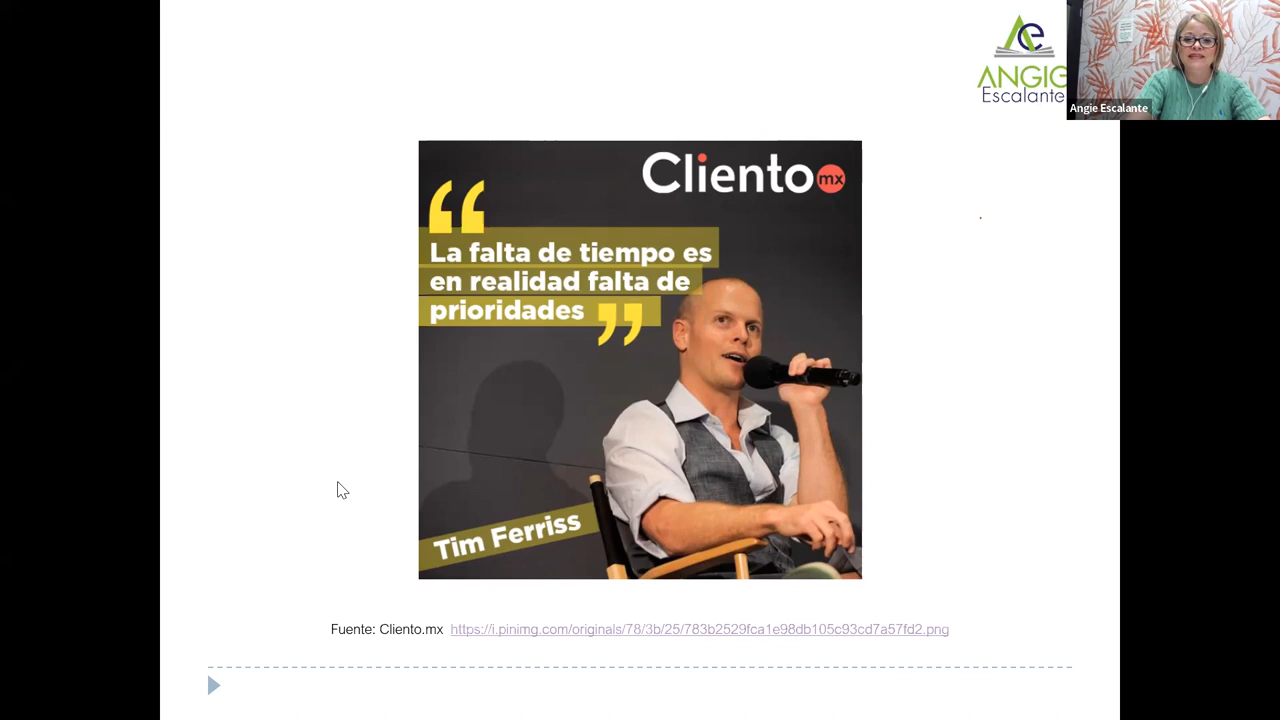 ANGIE
Escalante
Angie Escalante
Cliento mx
“
La falta de tiempo es
en realidad falta de
prioridades ”
Tim Ferriss
Fuente: Cliento.mx https://i.pinimg.com/originals/78/3b/25/783b2529fca1e98db105c93cd7a57fd2.png